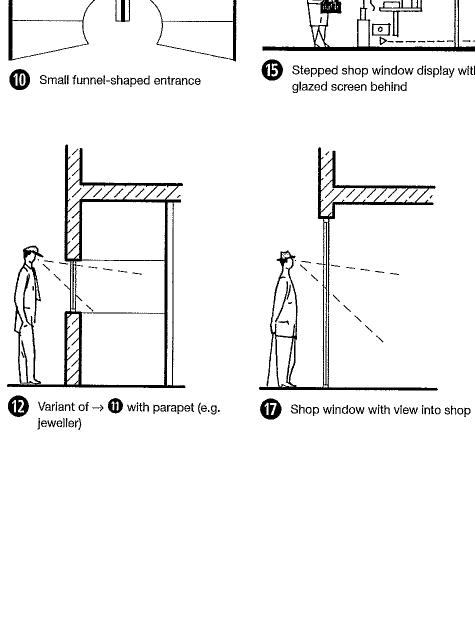 10 Small funnel-shaped entrance
15 Stepped shop window display with
glazed screen behind
12 Variant of → 11 with parapet (e.g.
jeweller)
17 Shop window with view into shop